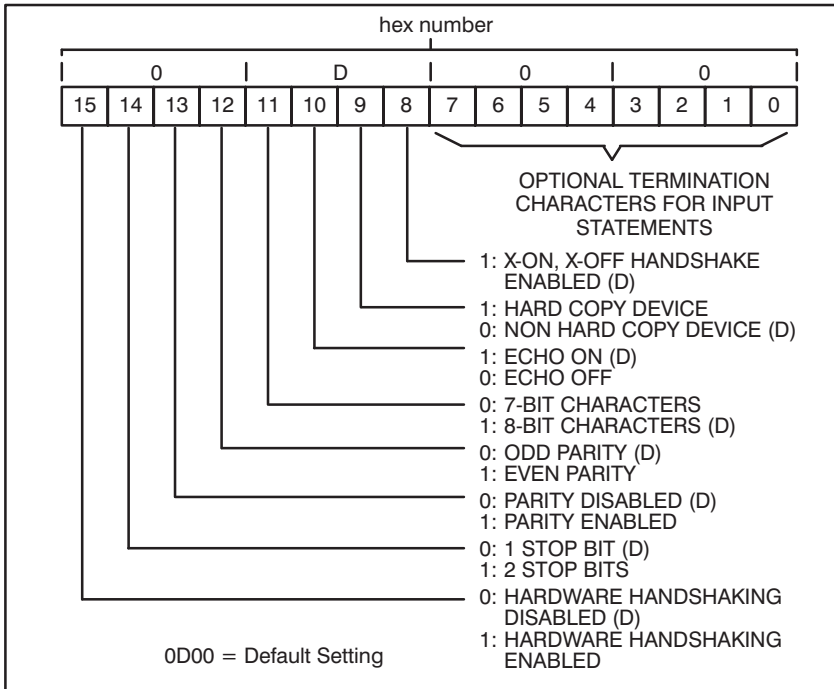 hex number
0 D 0 0
15 14 13 12 11 10 9 8 7 6 5 4 3 2 1 0
OPTIONAL TERMINATION
CHARACTERS FOR INPUT
STATEMENTS
1: X-ON, X-OFF HANDSHAKE
ENABLED (D)
1: HARD COPY DEVICE
0: NON HARD COPY DEVICE (D)
1: ECHO ON (D)
0: ECHO OFF
0: 7-BIT CHARACTERS
1: 8-BIT CHARACTERS (D)
0: ODD PARITY (D)
1: EVEN PARITY
0: PARITY DISABLED (D)
1: PARITY ENABLED
0: 1 STOP BIT (D)
1: 2 STOP BITS
0: HARDWARE HANDSHAKING
DISABLED (D)
1: HARDWARE HANDSHAKING
ENABLED
0D00 = Default Setting